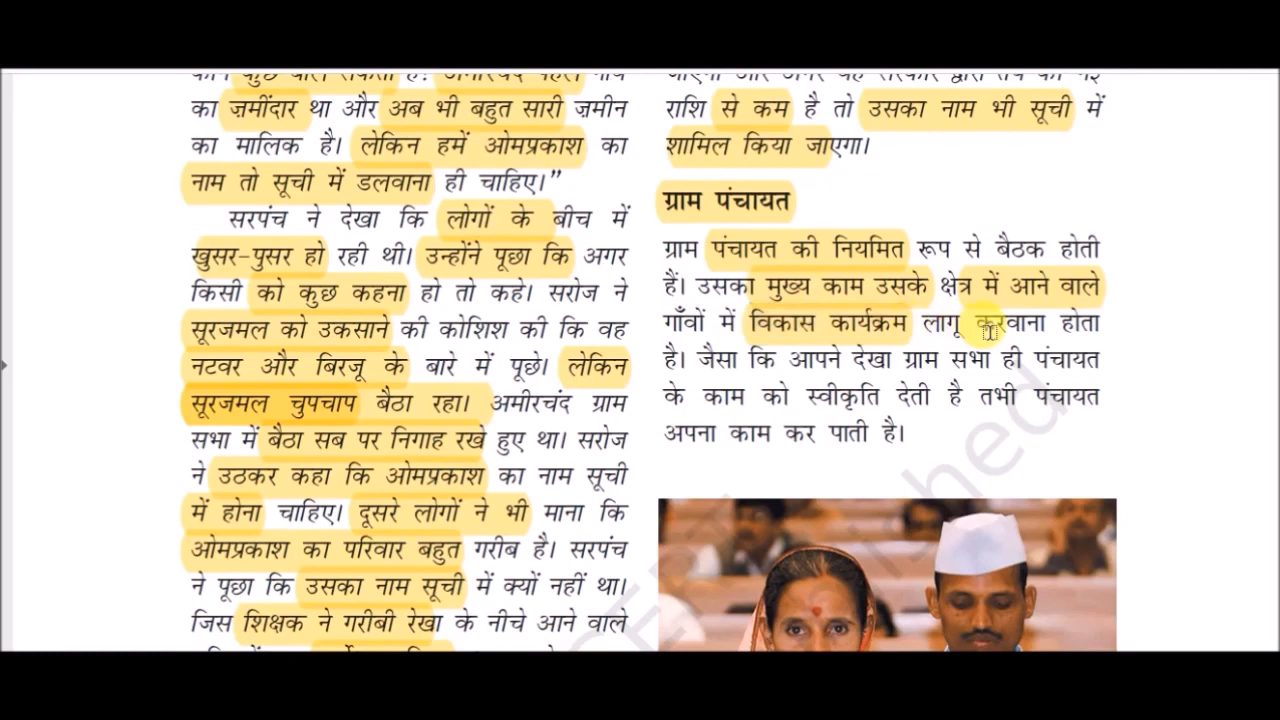 का ज़मींदार था और अब भी बहुत सारी ज़मीन
का मालिक है। लेकिन हमें ओमप्रकाश का
नाम तो सूची में डलवाना ही चाहिए।”
सरपंच ने देखा कि लोगों के बीच में
खुसर-पुसर हो रही थी। उन्होंने पूछा कि अगर
किसी को कुछ कहना हो तो कहे। सरोज ने
सूरजमल को उकसाने की कोशिश की कि वह
नटवर और बिरजू के बारे में पूछे। लेकिन
सूरजमल चुपचाप बैठा रहा। अमीरचंद ग्राम
सभा में बैठा सब पर निगाह रखे हुए था। सरोज
ने उठकर कहा कि ओमप्रकाश का नाम सूची
में होना चाहिए। दूसरे लोगों ने भी माना कि
ओमप्रकाश का परिवार बहुत गरीब है। सरपंच
ने पूछा कि उसका नाम सूची में क्यों नहीं था।
जिस शिक्षक ने गरीबी रेखा के नीचे आने वाले
राशि से कम है तो उसका नाम भी सूची में
शामिल किया जाएगा।
ग्राम पंचायत
ग्राम पंचायत की नियमित रूप से बैठक होती
है। उसका मुख्य काम उसके क्षेत्र में आने वाले
गाँवों में विकास कार्यक्रम लागू करवाना होता
है। जैसा कि आपने देखा ग्राम सभा ही पंचायत
के काम को स्वीकृति देती है तभी पंचायत
अपना काम कर पाती है।